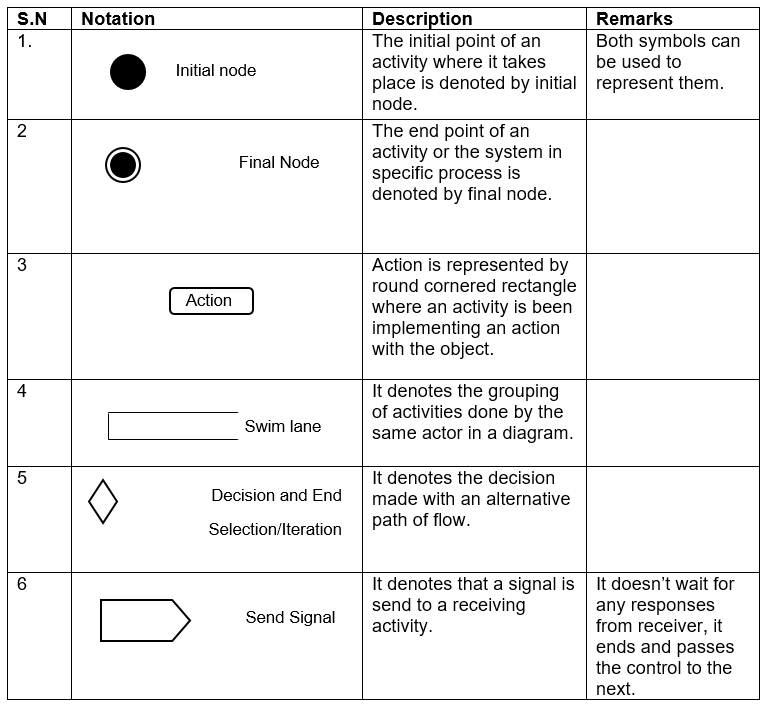 S.N Notation Description Remarks
1. Initial node The initial point of an Both symbols can
activity where it takes be used to
place is denoted by initial represent them.
node.
2 Final Node The end point of an
activity or the system in
specific process is
denoted by final node.
3 Action Action is represented by
round cornered rectangle
where an activity is been
implementing an action
with the object.
4 Swim lane It denotes the grouping
of activities done by the
same actor in a diagram.
5 Decision and End It denotes the decision
Selection/Iteration made with an alternative
path of flow.
6 Send Signal It denotes that a signal is It doesn’t wait for
send to a receiving any responses
activity. from receiver, it
ends and passes
the control to the
next.